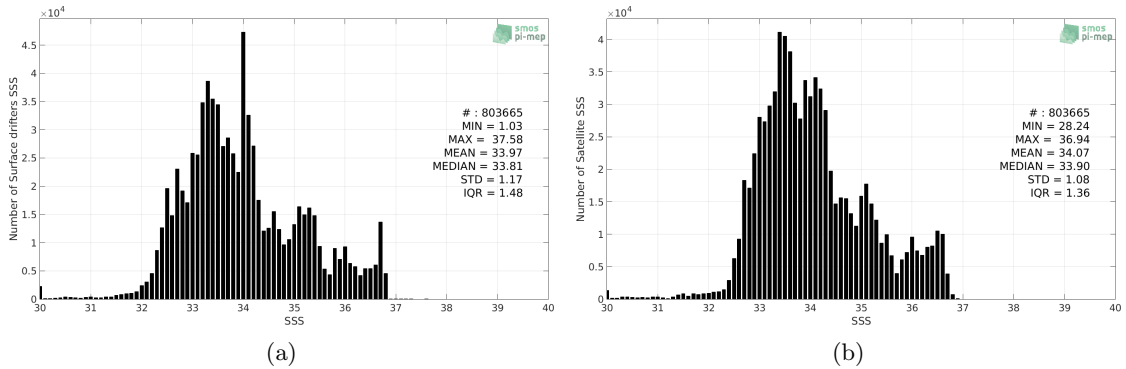 ×10⁴
4.5
4
3.5
3
2.5
2
1.5
1
0.5
0
Number of Surface drifters SSS
30 31 32 33 34 35 36 37 38 39 40
SSS
smos
pi-mep
# : 803665
MIN = 1.03
MAX = 37.58
MEAN = 33.97
MEDIAN = 33.81
STD = 1.17
IQR = 1.48
(a)
×10⁴
4
3.5
3
2.5
2
1.5
1
0.5
0
Number of Satellite SSS
30 31 32 33 34 35 36 37 38 39 40
SSS
smos
pi-mep
# : 803665
MIN = 28.24
MAX = 36.94
MEAN = 34.07
MEDIAN = 33.90
STD = 1.08
IQR = 1.36
(b)